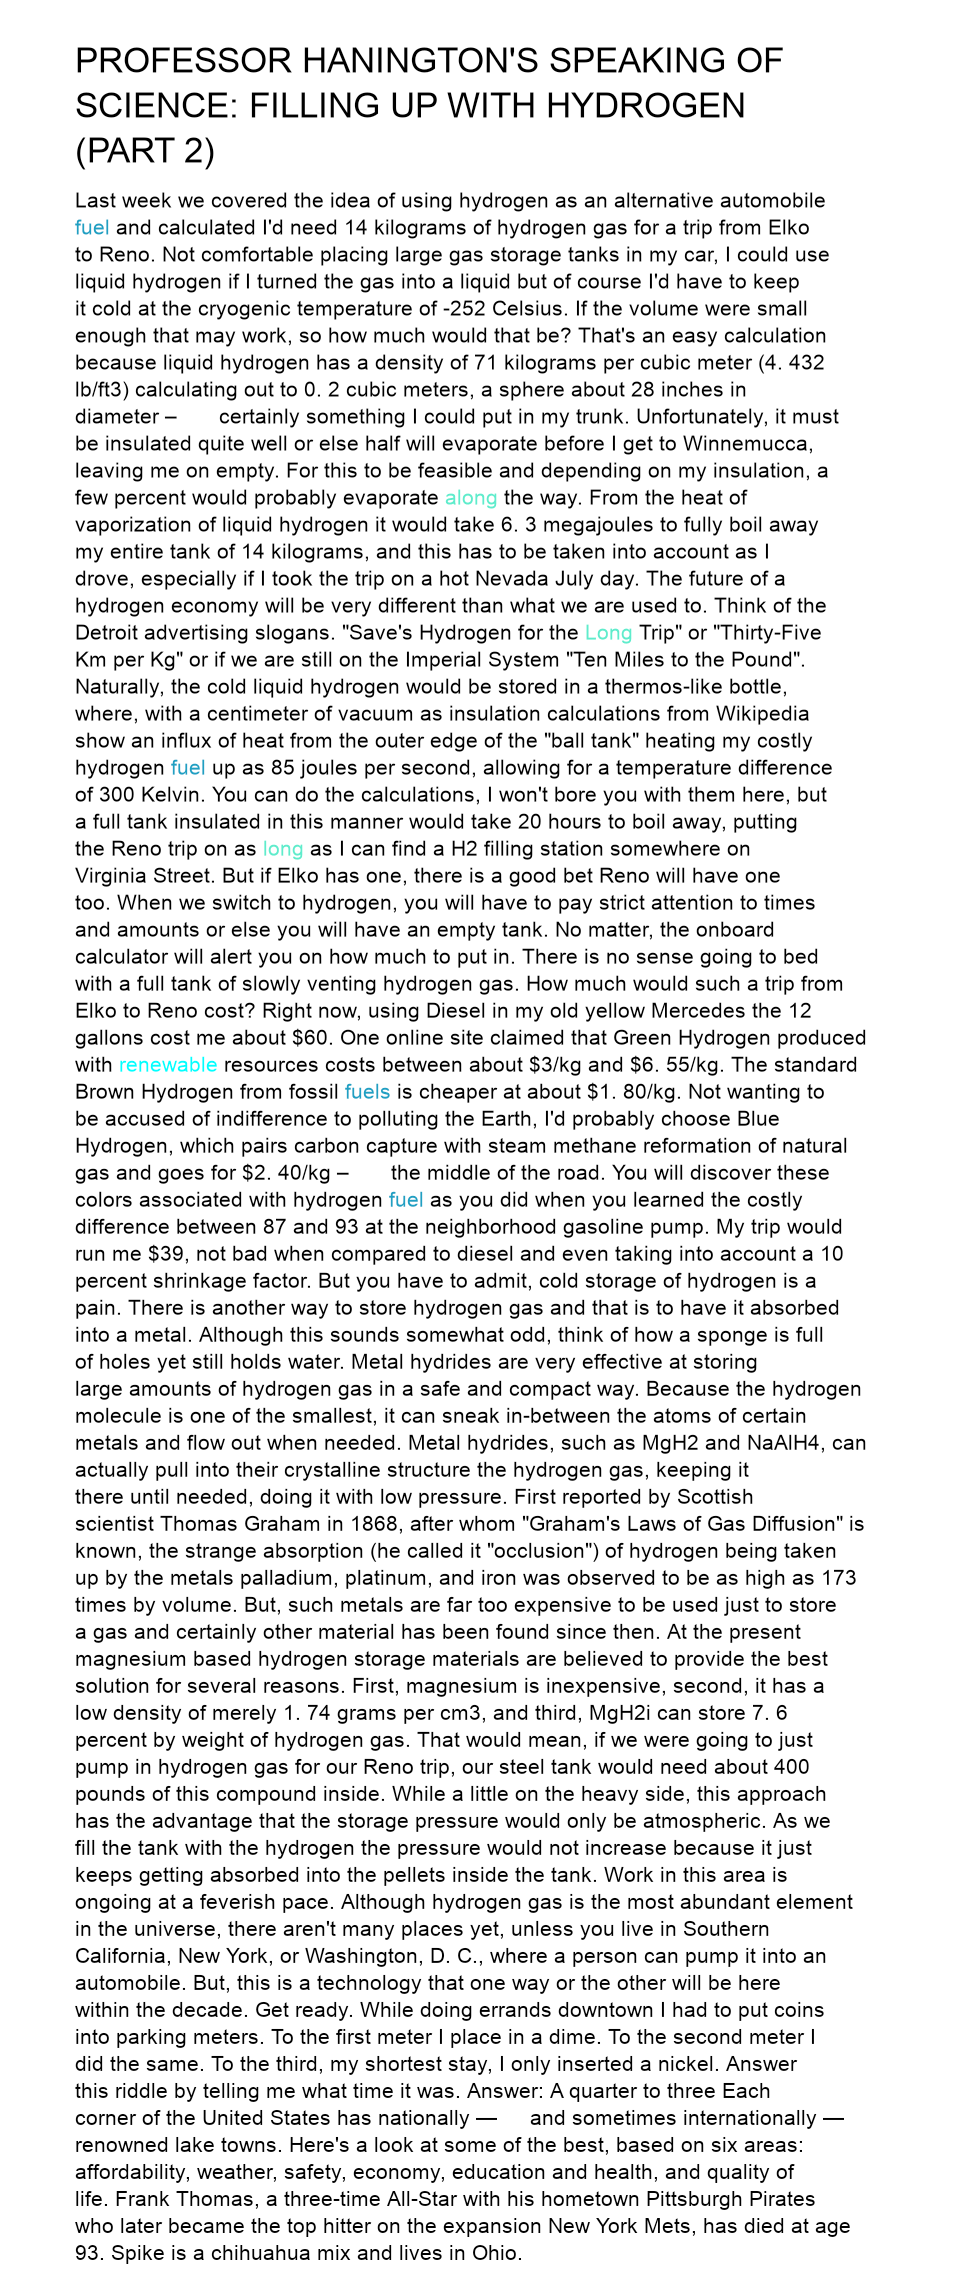 PROFESSOR HANINGTON'S SPEAKING OF
SCIENCE: FILLING UP WITH HYDROGEN
(PART 2)
Last week we covered the idea of using hydrogen as an alternative automobile
fuel and calculated I'd need 14 kilograms of hydrogen gas for a trip from Elko
to Reno. Not comfortable placing large gas storage tanks in my car, I could use
liquid hydrogen if I turned the gas into a liquid but of course I'd have to keep
it cold at the cryogenic temperature of -252 Celsius. If the volume were small
enough that may work, so how much would that be? That's an easy calculation
because liquid hydrogen has a density of 71 kilograms per cubic meter (4. 432
lb/ft3) calculating out to 0. 2 cubic meters, a sphere about 28 inches in
diameter – certainly something I could put in my trunk. Unfortunately, it must
be insulated quite well or else half will evaporate before I get to Winnemucca,
leaving me on empty. For this to be feasible and depending on my insulation, a
few percent would probably evaporate along the way. From the heat of
vaporization of liquid hydrogen it would take 6. 3 megajoules to fully boil away
my entire tank of 14 kilograms, and this has to be taken into account as I
drove, especially if I took the trip on a hot Nevada July day. The future of a
hydrogen economy will be very different than what we are used to. Think of the
Detroit advertising slogans. "Save's Hydrogen for the Long Trip" or "Thirty-Five
Km per Kg" or if we are still on the Imperial System "Ten Miles to the Pound".
Naturally, the cold liquid hydrogen would be stored in a thermos-like bottle,
where, with a centimeter of vacuum as insulation calculations from Wikipedia
show an influx of heat from the outer edge of the "ball tank" heating my costly
hydrogen fuel up as 85 joules per second, allowing for a temperature difference
of 300 Kelvin. You can do the calculations, I won't bore you with them here, but
a full tank insulated in this manner would take 20 hours to boil away, putting
the Reno trip on as long as I can find a H2 filling station somewhere on
Virginia Street. But if Elko has one, there is a good bet Reno will have one
too. When we switch to hydrogen, you will have to pay strict attention to times
and amounts or else you will have an empty tank. No matter, the onboard
calculator will alert you on how much to put in. There is no sense going to bed
with a full tank of slowly venting hydrogen gas. How much would such a trip from
Elko to Reno cost? Right now, using Diesel in my old yellow Mercedes the 12
gallons cost me about $60. One online site claimed that Green Hydrogen produced
with renewable resources costs between about $3/kg and $6. 55/kg. The standard
Brown Hydrogen from fossil fuels is cheaper at about $1. 80/kg. Not wanting to
be accused of indifference to polluting the Earth, I'd probably choose Blue
Hydrogen, which pairs carbon capture with steam methane reformation of natural
gas and goes for $2. 40/kg – the middle of the road. You will discover these
colors associated with hydrogen fuel as you did when you learned the costly
difference between 87 and 93 at the neighborhood gasoline pump. My trip would
run me $39, not bad when compared to diesel and even taking into account a 10
percent shrinkage factor. But you have to admit, cold storage of hydrogen is a
pain. There is another way to store hydrogen gas and that is to have it absorbed
into a metal. Although this sounds somewhat odd, think of how a sponge is full
of holes yet still holds water. Metal hydrides are very effective at storing
large amounts of hydrogen gas in a safe and compact way. Because the hydrogen
molecule is one of the smallest, it can sneak in-between the atoms of certain
metals and flow out when needed. Metal hydrides, such as MgH2 and NaAlH4, can
actually pull into their crystalline structure the hydrogen gas, keeping it
there until needed, doing it with low pressure. First reported by Scottish
scientist Thomas Graham in 1868, after whom "Graham's Laws of Gas Diffusion" is
known, the strange absorption (he called it "occlusion") of hydrogen being taken
up by the metals palladium, platinum, and iron was observed to be as high as 173
times by volume. But, such metals are far too expensive to be used just to store
a gas and certainly other material has been found since then. At the present
magnesium based hydrogen storage materials are believed to provide the best
solution for several reasons. First, magnesium is inexpensive, second, it has a
low density of merely 1. 74 grams per cm3, and third, MgH2i can store 7. 6
percent by weight of hydrogen gas. That would mean, if we were going to just
pump in hydrogen gas for our Reno trip, our steel tank would need about 400
pounds of this compound inside. While a little on the heavy side, this approach
has the advantage that the storage pressure would only be atmospheric. As we
fill the tank with the hydrogen the pressure would not increase because it just
keeps getting absorbed into the pellets inside the tank. Work in this area is
ongoing at a feverish pace. Although hydrogen gas is the most abundant element
in the universe, there aren't many places yet, unless you live in Southern
California, New York, or Washington, D. C., where a person can pump it into an
automobile. But, this is a technology that one way or the other will be here
within the decade. Get ready. While doing errands downtown I had to put coins
into parking meters. To the first meter I place in a dime. To the second meter I
did the same. To the third, my shortest stay, I only inserted a nickel. Answer
this riddle by telling me what time it was. Answer: A quarter to three Each
corner of the United States has nationally — and sometimes internationally —
renowned lake towns. Here's a look at some of the best, based on six areas:
affordability, weather, safety, economy, education and health, and quality of
life. Frank Thomas, a three-time All-Star with his hometown Pittsburgh Pirates
who later became the top hitter on the expansion New York Mets, has died at age
93. Spike is a chihuahua mix and lives in Ohio.